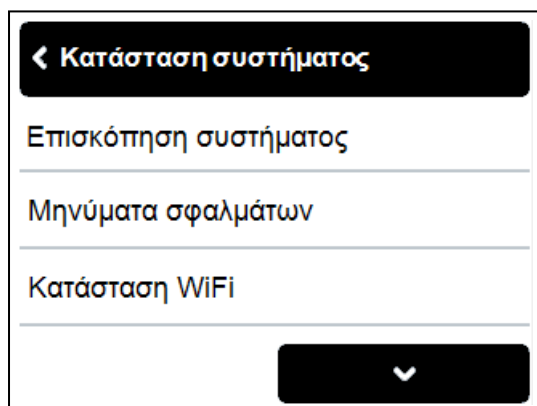 Κατάσταση συστήματος
Επισκόπηση συστήματος
Μηνύματα σφαλμάτων
Κατάσταση WiFi